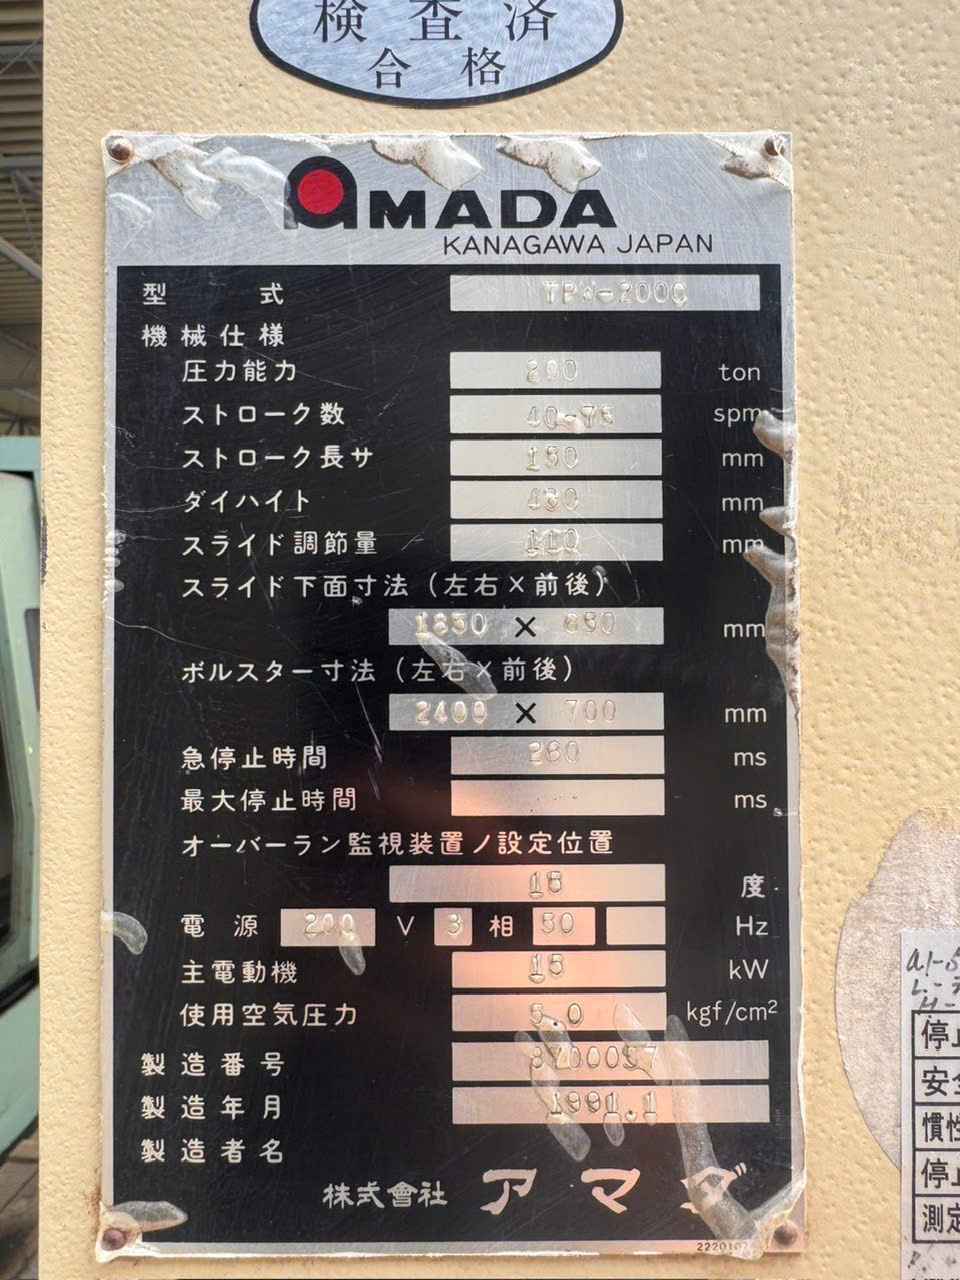 検査済
合格
AMADA
KANAGAWA JAPAN
型式 TPW-200C
機械仕様
圧力能力 200 ton
ストローク数 40-75 spm
ストローク長サ 150 mm
ダイハイト mm
スライド調節量 110 mm
スライド下面寸法(左右×前後)
1850 × 650 mm
ボルスター寸法(左右×前後)
2400 × 700 mm
急停止時間 ms
最大停止時間 ms
オーバーラン監視装置ノ設定位置
15 度
電源 200 V 3 相 50 Hz
主電動機 15 kW
使用空気圧力 5.0 kgf/cm²
製造番号
製造年月 1991.1
製造者名
株式會社 アマダ
停止
安全
慣性
停止
測定